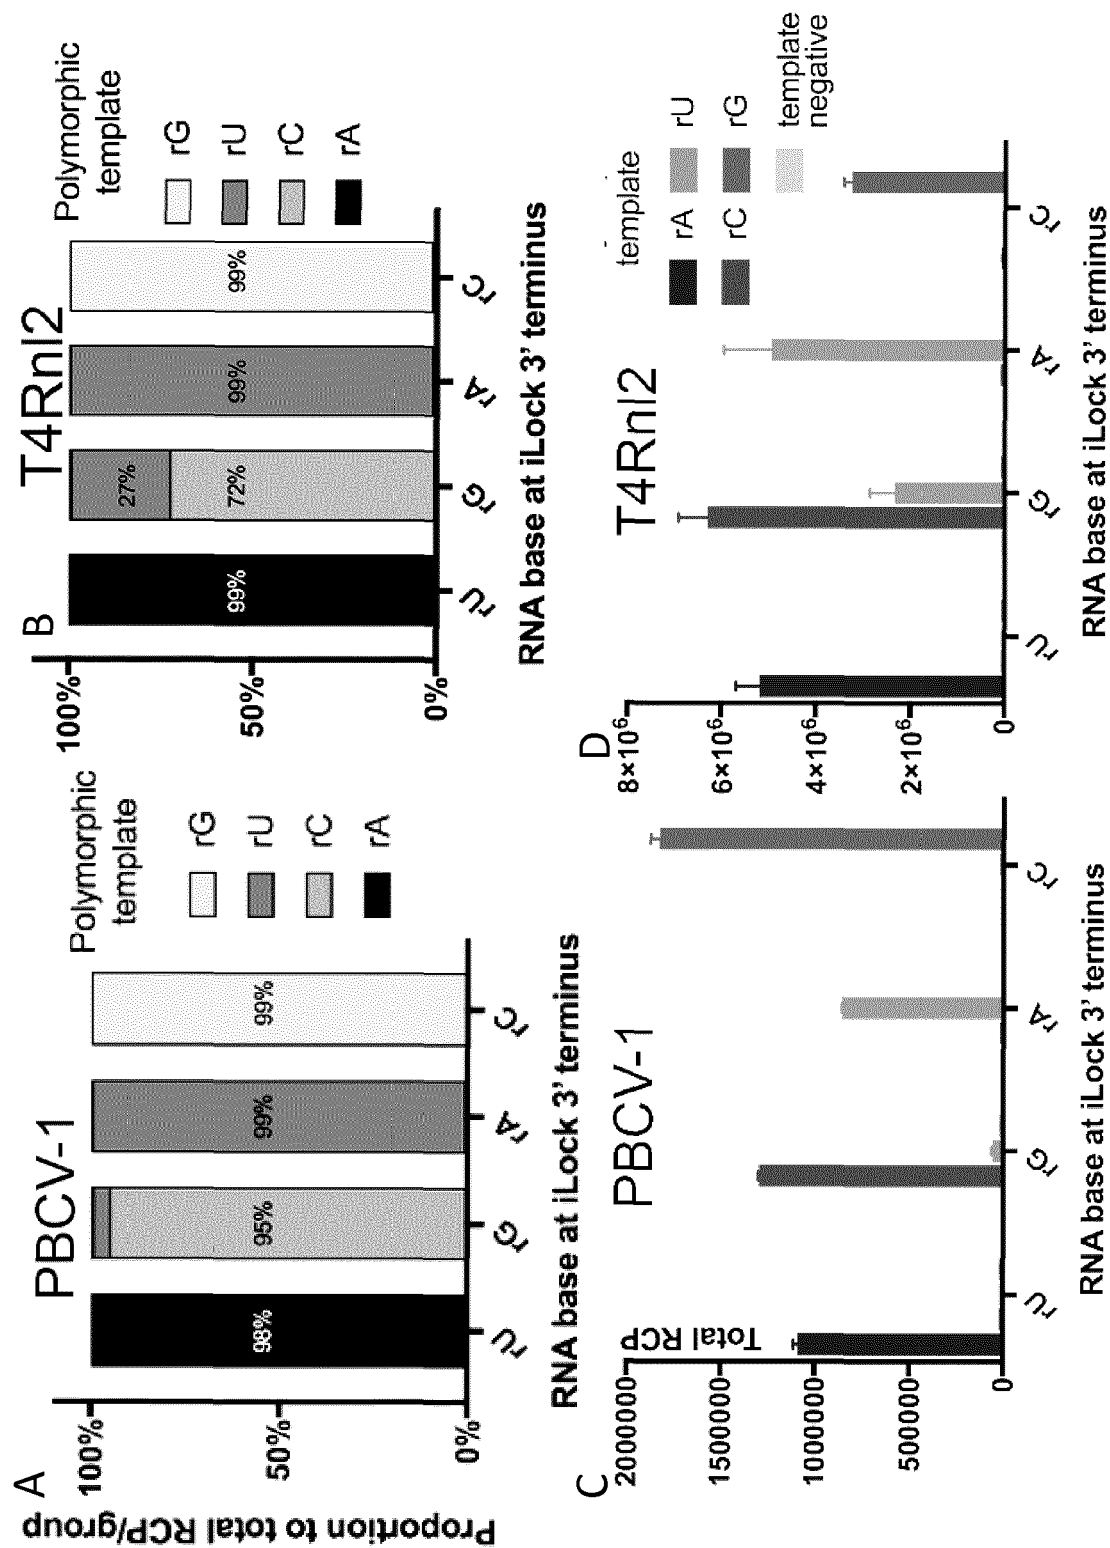 A
PBCV-1
Proportion to total RCP/group
100%
50%
0%
98%
95%
99%
99%
rU
rG
rA
rC
RNA base at iLock 3’ terminus
Polymorphic
template
rG
rU
rC
rA
B
T4Rnl2
100%
50%
0%
99%
27%
72%
99%
99%
rU
rG
rA
rC
RNA base at iLock 3’ terminus
Polymorphic
template
rG
rU
rC
rA
C
PBCV-1
Total RCP
2000000
1500000
1000000
500000
0
rU
rG
rA
rC
RNA base at iLock 3’ terminus
D
T4Rnl2
8×10⁶
6×10⁶
4×10⁶
2×10⁶
0
rU
rG
rA
rC
RNA base at iLock 3’ terminus
template
rA rU
rC rG
template
negative